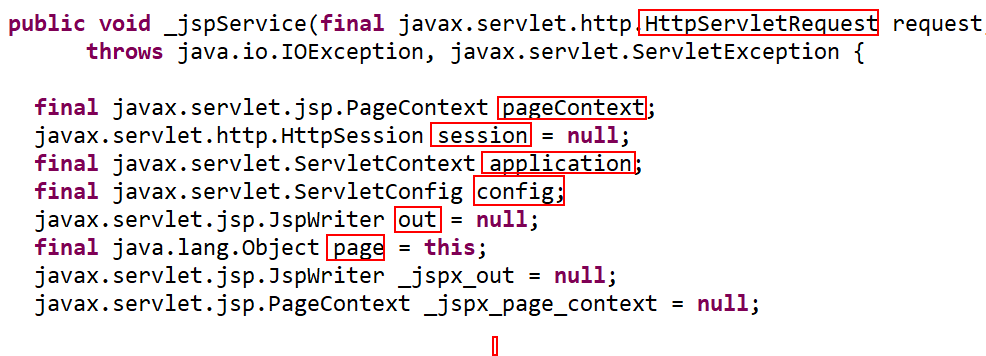 public void _jspService(final javax.servlet.http.HttpServletRequest request,
throws java.io.IOException, javax.servlet.ServletException {
final javax.servlet.jsp.PageContext pageContext;
javax.servlet.http.HttpSession session = null;
final javax.servlet.ServletContext application;
final javax.servlet.ServletConfig config;
javax.servlet.jsp.JspWriter out = null;
final java.lang.Object page = this;
javax.servlet.jsp.JspWriter _jspx_out = null;
javax.servlet.jsp.PageContext _jspx_page_context = null;